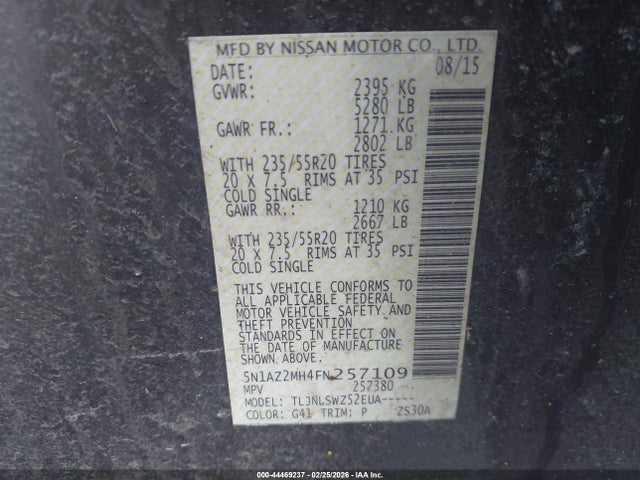 MFD BY NISSAN MOTOR CO., LTD.
DATE: 08/15
GVWR: 2395 KG
5280 LB
GAWR FR.: 1271 KG
2802 LB
WITH 235/55R20 TIRES
20 X 7.5 RIMS AT 35 PSI
COLD SINGLE
GAWR RR.: 1210 KG
2667 LB
WITH 235/55R20 TIRES
20 X 7.5 RIMS AT 35 PSI
COLD SINGLE
THIS VEHICLE CONFORMS TO
ALL APPLICABLE FEDERAL
MOTOR VEHICLE SAFETY AND
THEFT PREVENTION
STANDARDS IN EFFECT ON THE
DATE OF MANUFACTURE
SHOWN ABOVE.
5N1AZ2MH4FN257109
MPV 257380
MODEL: TLJNLSWZ52EUA-----
COLOR: G41 TRIM: P ZS30A
000-44469237 - 02/25/2026 - IAA Inc.